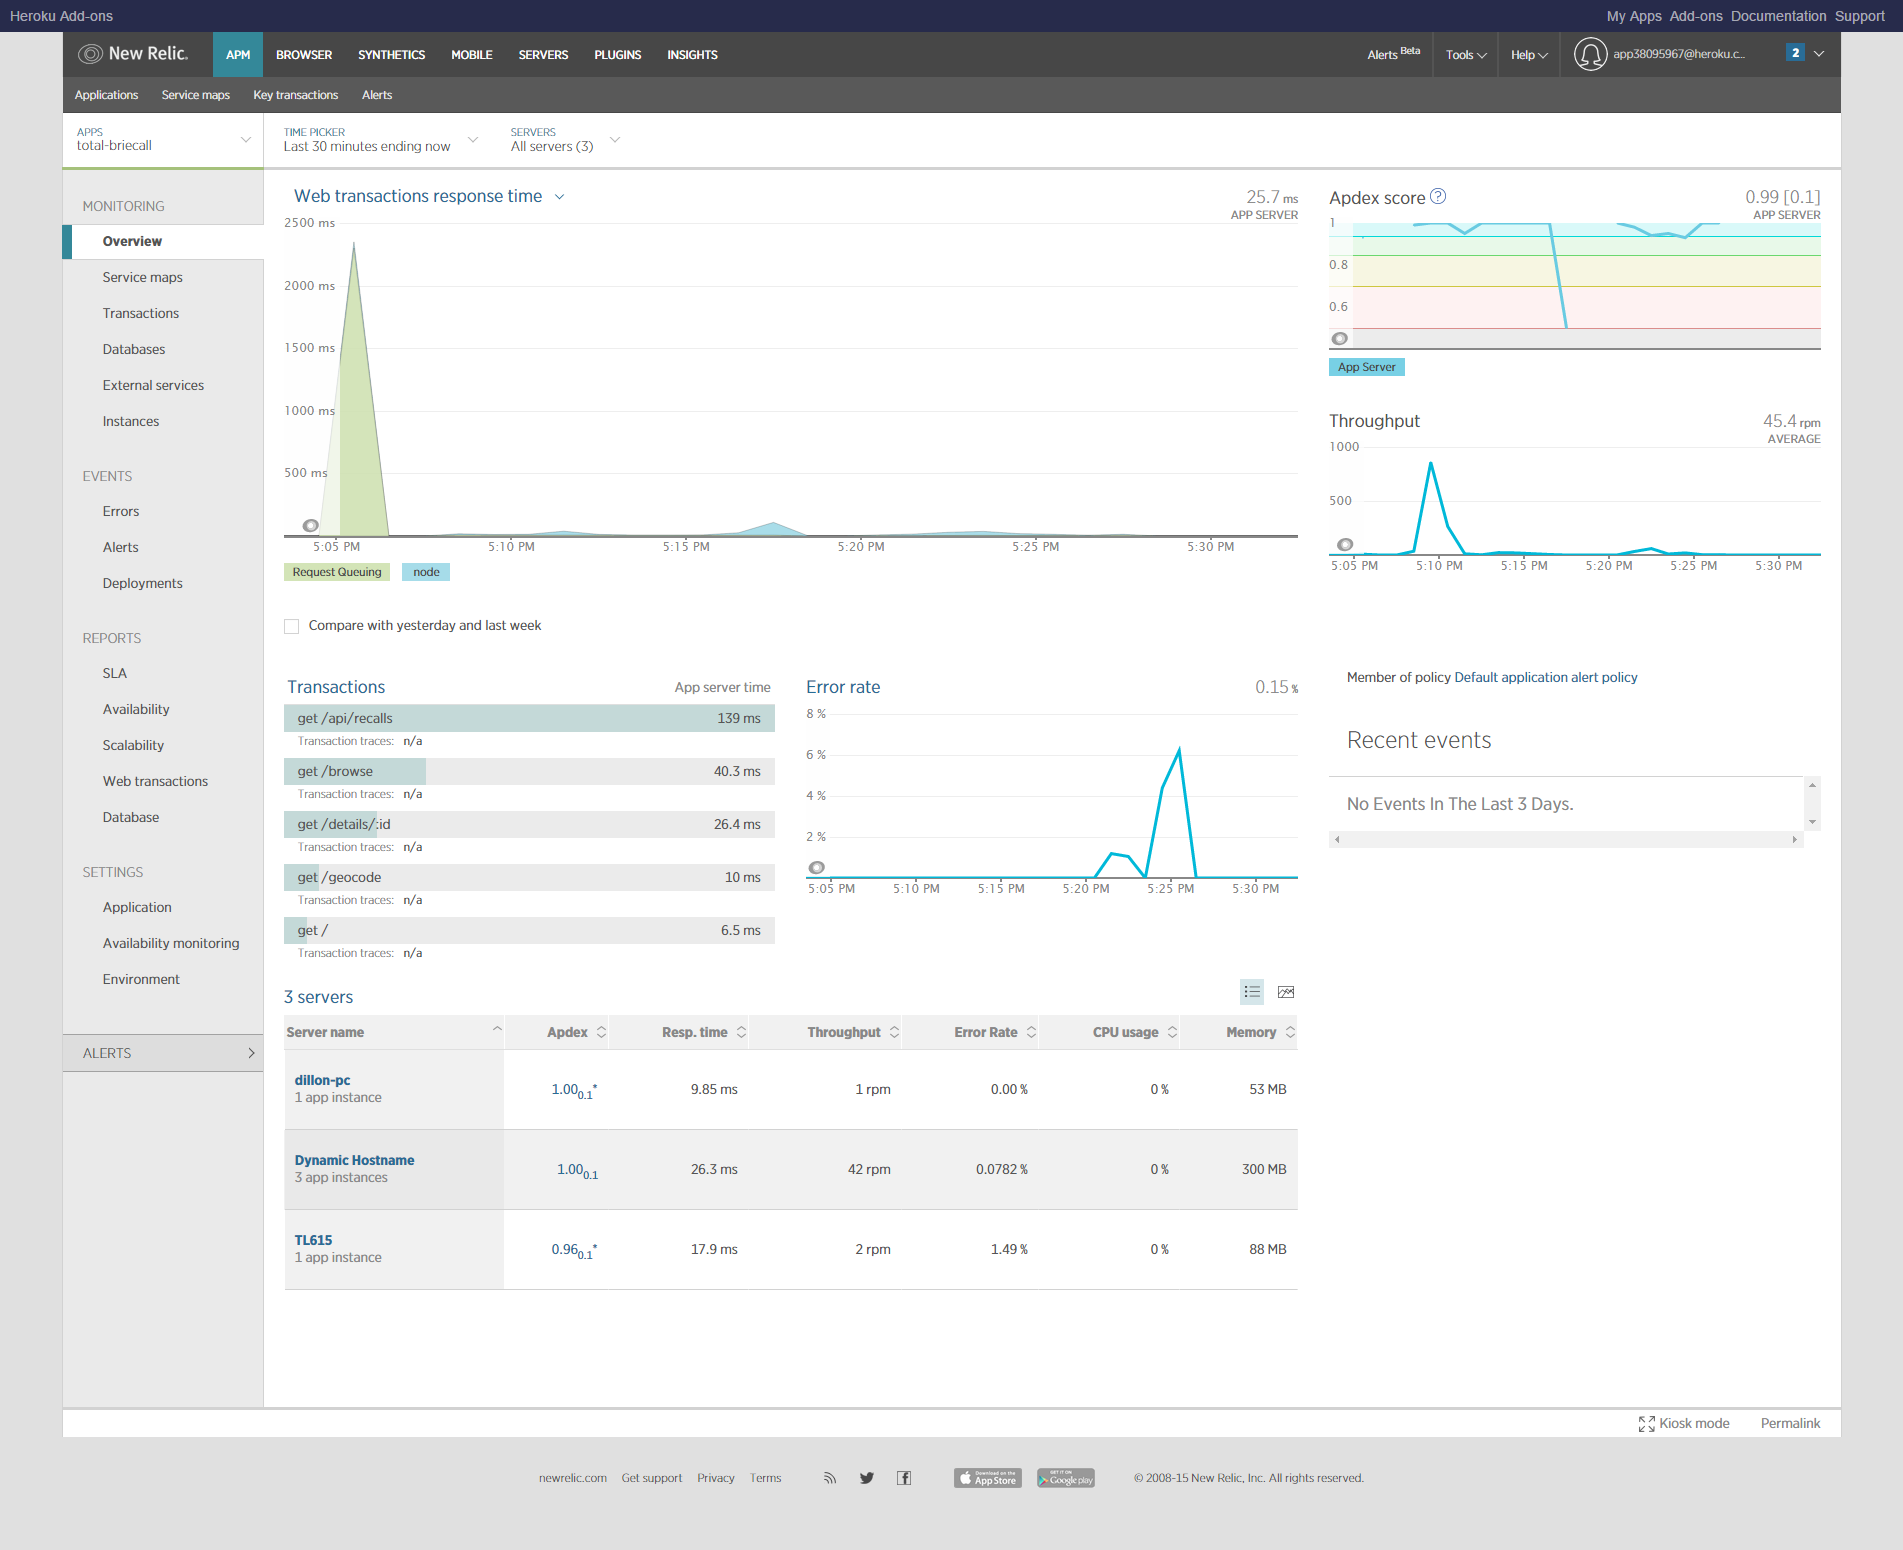 Heroku Add-ons
My Apps Add-ons Documentation Support
New Relic. APM BROWSER SYNTHETICS MOBILE SERVERS PLUGINS INSIGHTS
Alerts Beta Tools Help app38095967@heroku.c... 2
Applications Service maps Key transactions Alerts
APPS
total-briecall
TIME PICKER
Last 30 minutes ending now
SERVERS
All servers (3)
MONITORING
Overview
Service maps
Transactions
Databases
External services
Instances
EVENTS
Errors
Alerts
Deployments
REPORTS
SLA
Availability
Scalability
Web transactions
Database
SETTINGS
Application
Availability monitoring
Environment
ALERTS
Web transactions response time
25.7 ms
APP SERVER
2500 ms
2000 ms
1500 ms
1000 ms
500 ms
5:05 PM 5:10 PM 5:15 PM 5:20 PM 5:25 PM 5:30 PM
Request Queuing node
Compare with yesterday and last week
Apdex score ?
0.99 [0.1]
APP SERVER
1
0.8
0.6
App Server
Throughput
45.4 rpm
AVERAGE
1000
500
5:05 PM 5:10 PM 5:15 PM 5:20 PM 5:25 PM 5:30 PM
Transactions App server time
get /api/recalls 139 ms
Transaction traces: n/a
get /browse 40.3 ms
Transaction traces: n/a
get /details/:id 26.4 ms
Transaction traces: n/a
get /geocode 10 ms
Transaction traces: n/a
get / 6.5 ms
Transaction traces: n/a
Error rate 0.15 %
8 %
6 %
4 %
2 %
5:05 PM 5:10 PM 5:15 PM 5:20 PM 5:25 PM 5:30 PM
Member of policy Default application alert policy
Recent events
No Events In The Last 3 Days.
3 servers
Server name Apdex Resp. time Throughput Error Rate CPU usage Memory
dillon-pc
1 app instance
1.00 0.1* 9.85 ms 1 rpm 0.00 % 0 % 53 MB
Dynamic Hostname
3 app instances
1.00 0.1 26.3 ms 42 rpm 0.0782 % 0 % 300 MB
TL615
1 app instance
0.96 0.1* 17.9 ms 2 rpm 1.49 % 0 % 88 MB
Kiosk mode Permalink
newrelic.com Get support Privacy Terms
Download on the
App Store
GET IT ON
Google play
© 2008-15 New Relic, Inc. All rights reserved.